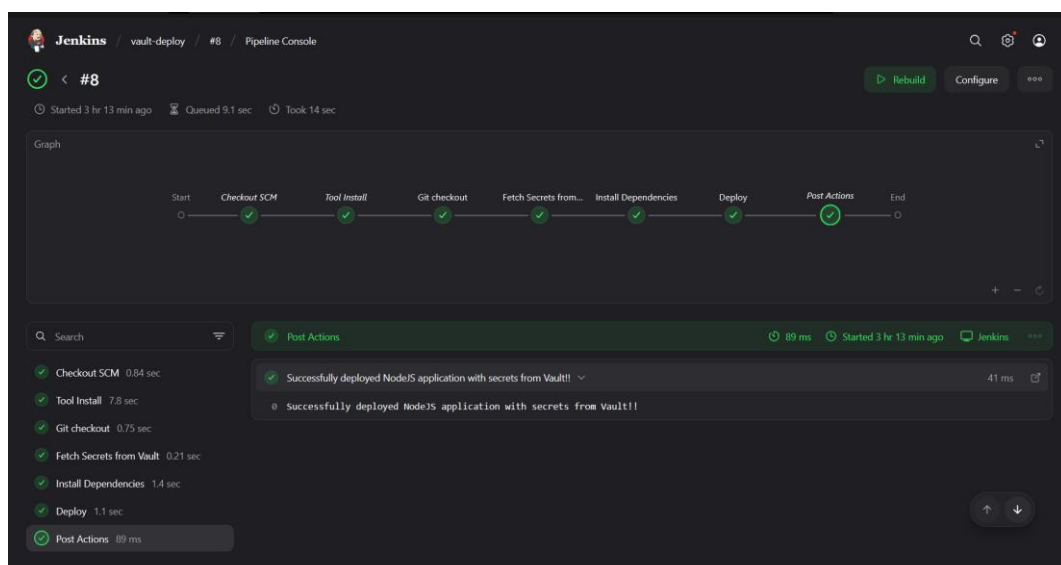 Jenkins / vault-deploy / #8 / Pipeline Console
#8
Rebuild
Configure
Started 3 hr 13 min ago
Queued 9.1 sec
Took 14 sec
Graph
Start
Checkout SCM
Tool Install
Git checkout
Fetch Secrets from...
Install Dependencies
Deploy
Post Actions
End
Search
Checkout SCM 0.84 sec
Tool Install 7.8 sec
Git checkout 0.75 sec
Fetch Secrets from Vault 0.21 sec
Install Dependencies 1.4 sec
Deploy 1.1 sec
Post Actions 89 ms
Post Actions
89 ms
Started 3 hr 13 min ago
Jenkins
Successfully deployed NodeJS application with secrets from Vault!!
41 ms
0 Successfully deployed NodeJS application with secrets from Vault!!